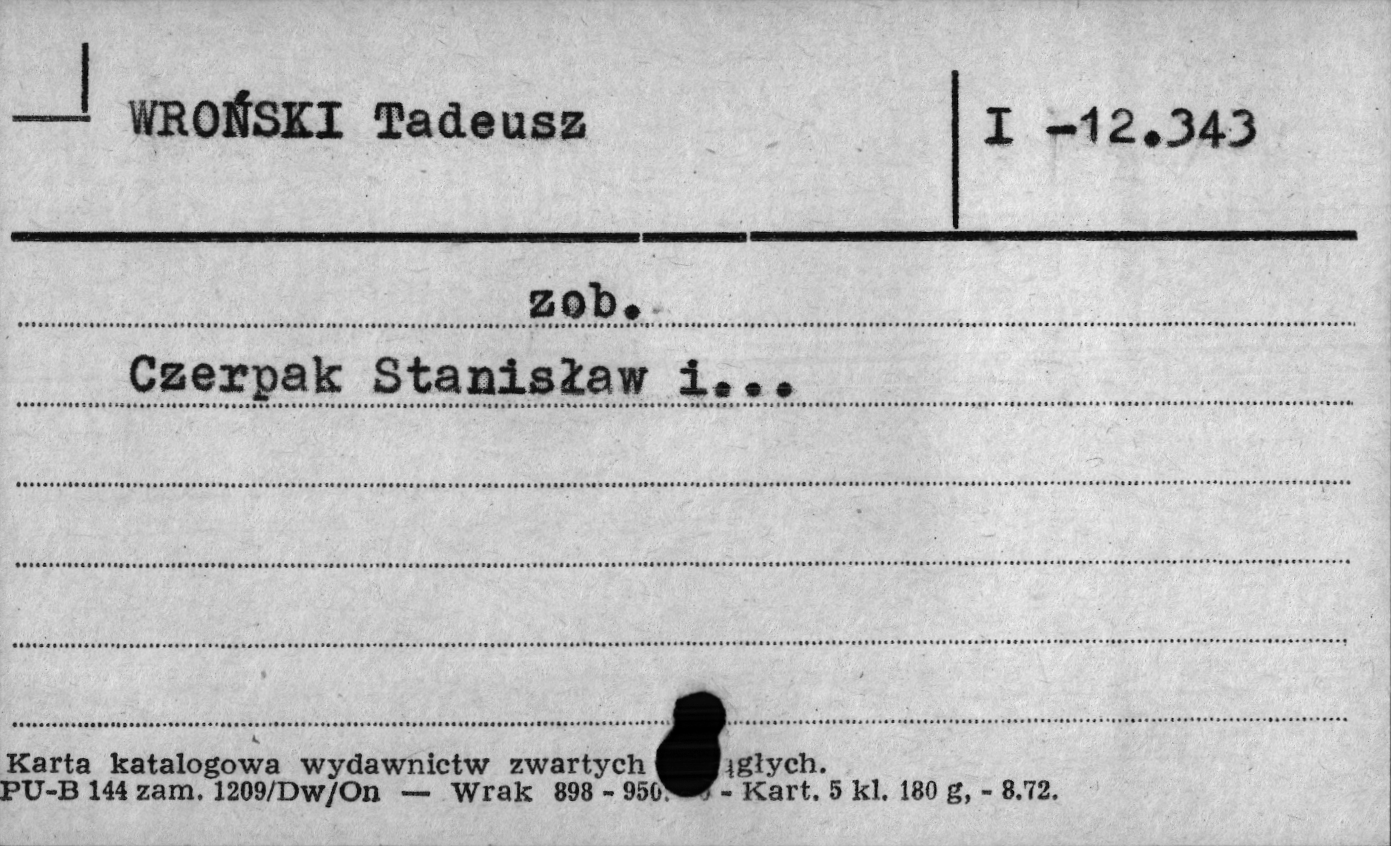 WROŃSKI Tadeusz
I -12.343
zob.
Czerpak Stanisław i...
Karta katalogowa wydawnictw zwartych
PU-B 144 zam. 1209/Dw/On — Wrak 898 - 950. - Kart. 5 kl. 180 g, - 8.72.